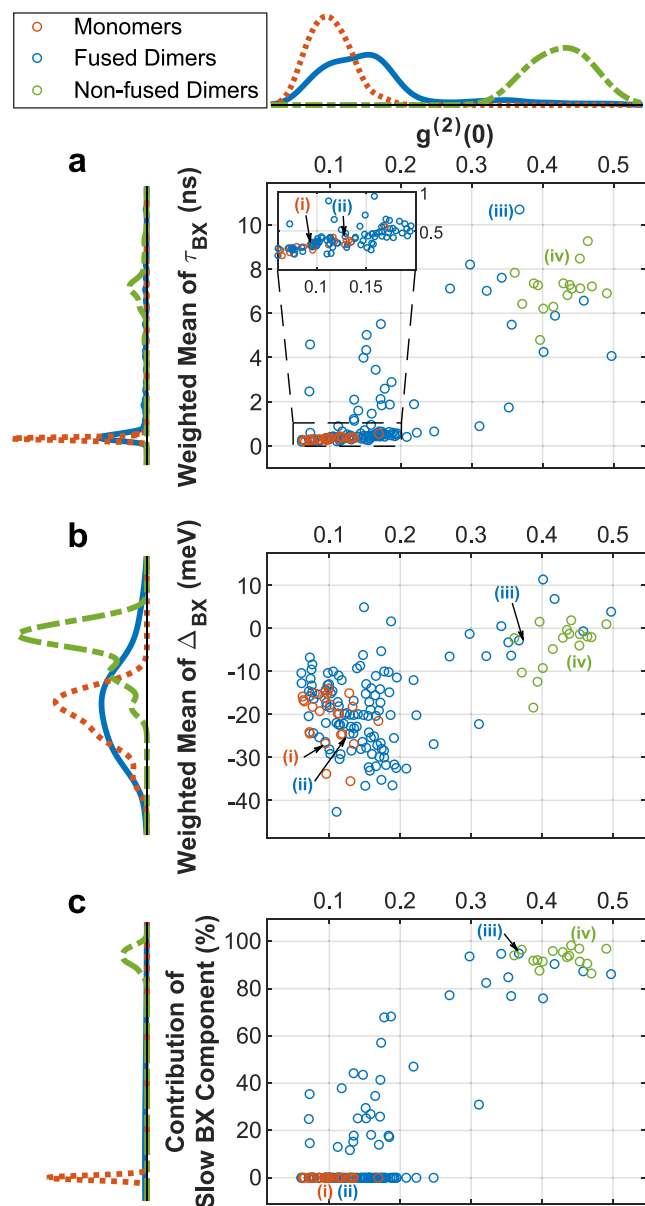 Monomers
Fused Dimers
Non-fused Dimers
g(2)(0)
a
0.1 0.2 0.3 0.4 0.5
Weighted Mean of τBX (ns)
10
8
6
4
2
0
(i) (ii)
1
0.5
0.1 0.15
(iii)
(iv)
b
0.1 0.2 0.3 0.4 0.5
Weighted Mean of ΔBX (meV)
10
0
-10
-20
-30
-40
(i)
(ii)
(iii)
(iv)
c
0.1 0.2 0.3 0.4 0.5
Contribution of
Slow BX Component (%)
100
80
60
40
20
0
(iii)
(iv)
(i) (ii)